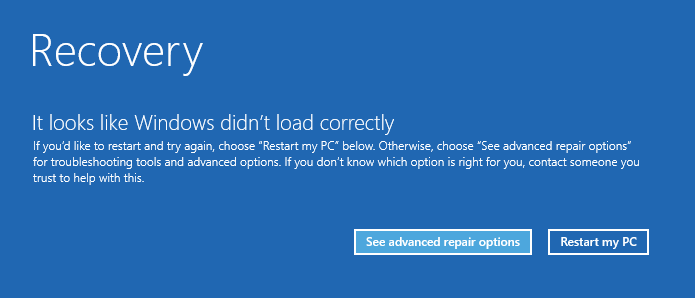 Recovery
It looks like Windows didn't load correctly
If you'd like to restart and try again, choose "Restart my PC" below. Otherwise, choose "See advanced repair options"
for troubleshooting tools and advanced options. If you don't know which option is right for you, contact someone you
trust to help with this.
See advanced repair options
Restart my PC